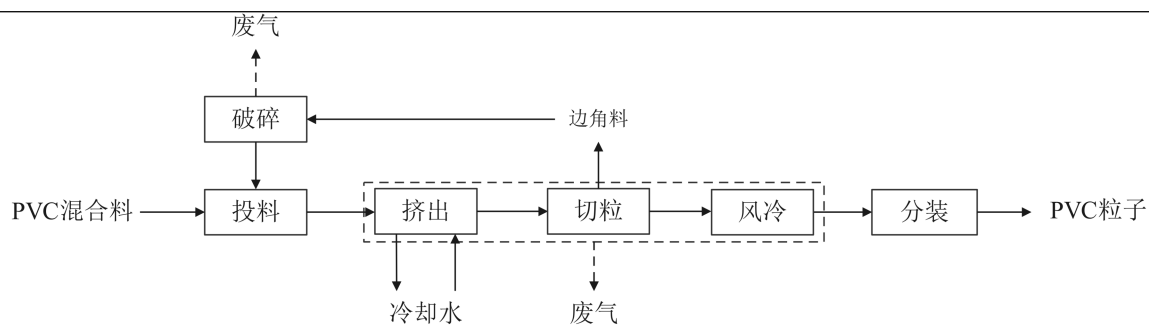 废气
破碎
边角料
PVC混合料
投料
挤出
切粒
风冷
分装
PVC粒子
冷却水
废气